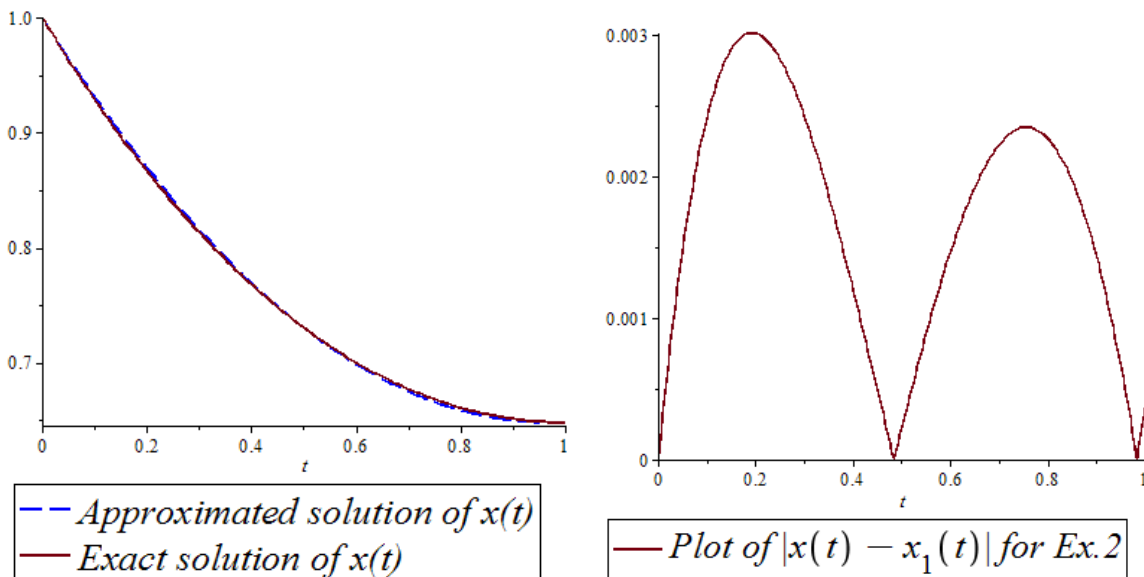 1.0
0.9
0.8
0.7
0 0.2 0.4 0.6 0.8 1
t
Approximated solution of x(t)
Exact solution of x(t)
0.003
0.002
0.001
0
0 0.2 0.4 0.6 0.8 1
t
Plot of |x(t) − x₁(t)| for Ex.2